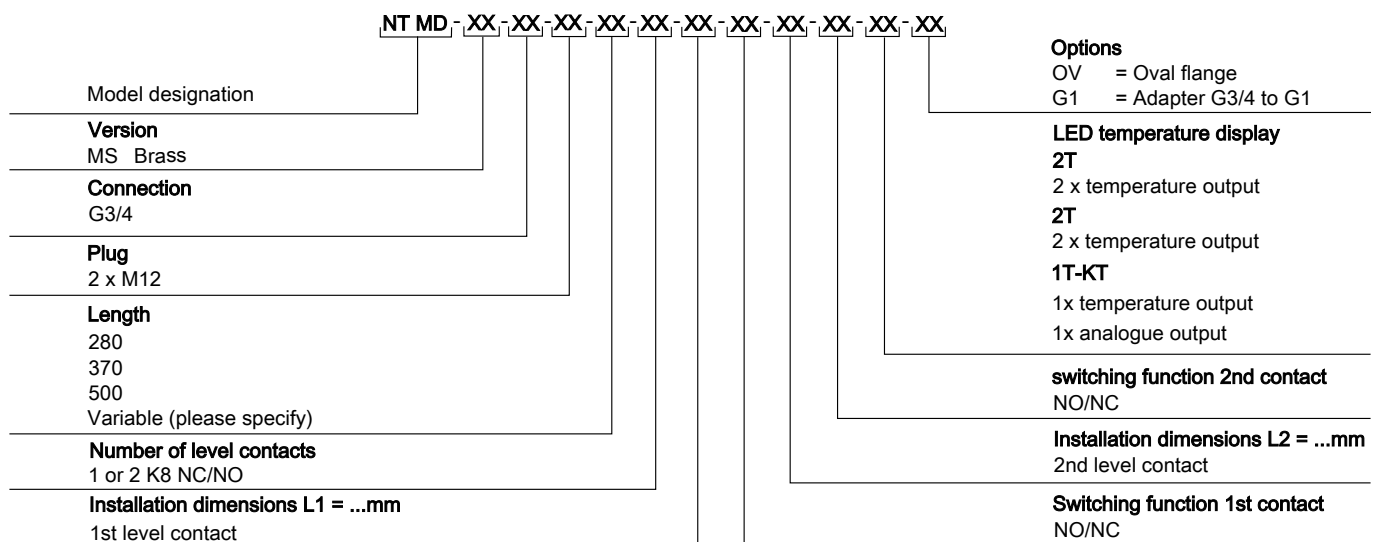 NT MD-XX-XX-XX-XX-XX-XX-XX-XX-XX-XX-XX
Model designation
Version
MS Brass
Connection
G3/4
Plug
2 x M12
Length
280
370
500
Variable (please specify)
Number of level contacts
1 or 2 K8 NC/NO
Installation dimensions L1 = ...mm
1st level contact
Options
OV = Oval flange
G1 = Adapter G3/4 to G1
LED temperature display
2T
2 x temperature output
2T
2 x temperature output
1T-KT
1x temperature output
1x analogue output
switching function 2nd contact
NO/NC
Installation dimensions L2 = ...mm
2nd level contact
Switching function 1st contact
NO/NC